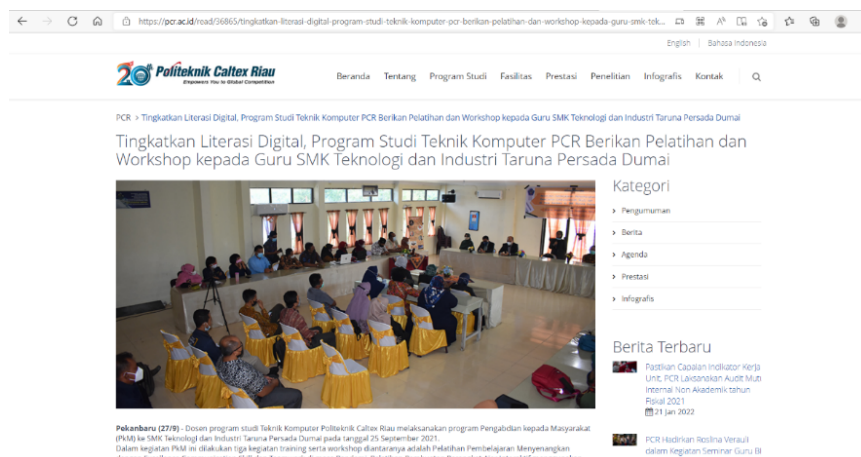 https://pcr.ac.id/read/36865/tingkatkan-literasi-digital-program-studi-teknik-komputer-pcr-berikan-pelatihan-dan-workshop-kepada-guru-smk-tek...
English | Bahasa Indonesia
20th Politeknik Caltex Riau
Empowers You to Global Competition
Beranda Tentang Program Studi Fasilitas Prestasi Penelitian Infografis Kontak
PCR > Tingkatkan Literasi Digital, Program Studi Teknik Komputer PCR Berikan Pelatihan dan Workshop kepada Guru SMK Teknologi dan Industri Taruna Persada Dumai
Tingkatkan Literasi Digital, Program Studi Teknik Komputer PCR Berikan Pelatihan dan
Workshop kepada Guru SMK Teknologi dan Industri Taruna Persada Dumai
Kategori
> Pengumuman
> Berita
> Agenda
> Prestasi
> Infografis
Berita Terbaru
Pastikan Capaian Indikator Kerja
Unit, PCR Laksanakan Audit Mutu
Internal Non Akademik tahun
Fiskal 2021
21 Jan 2022
PCR Hadirkan Roslina Verauli
dalam Kegiatan Seminar Guru BI
Pekanbaru (27/9) - Dosen program studi Teknik Komputer Politeknik Caltex Riau melaksanakan program Pengabdian kepada Masyarakat
(PkM) ke SMK Teknologi dan Industri Taruna Persada Dumai pada tanggal 25 September 2021.
Dalam kegiatan PkM ini dilakukan tiga kegiatan training serta workshop diantaranya adalah Pelatihan Pembelajaran Menyenangkan